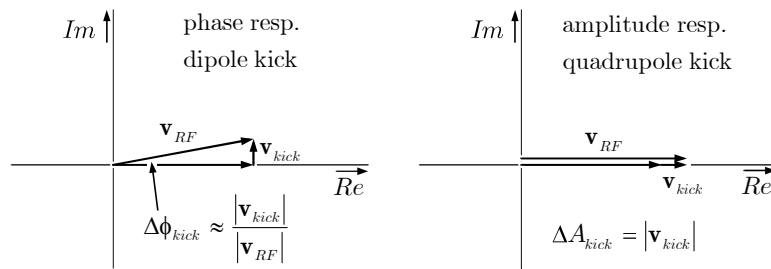 Im
phase resp.
dipole kick
v_RF
v_kick
Re
Δϕ_kick ≈ |v_kick| / |v_RF|
Im
amplitude resp.
quadrupole kick
v_RF
v_kick
Re
ΔA_kick = |v_kick|